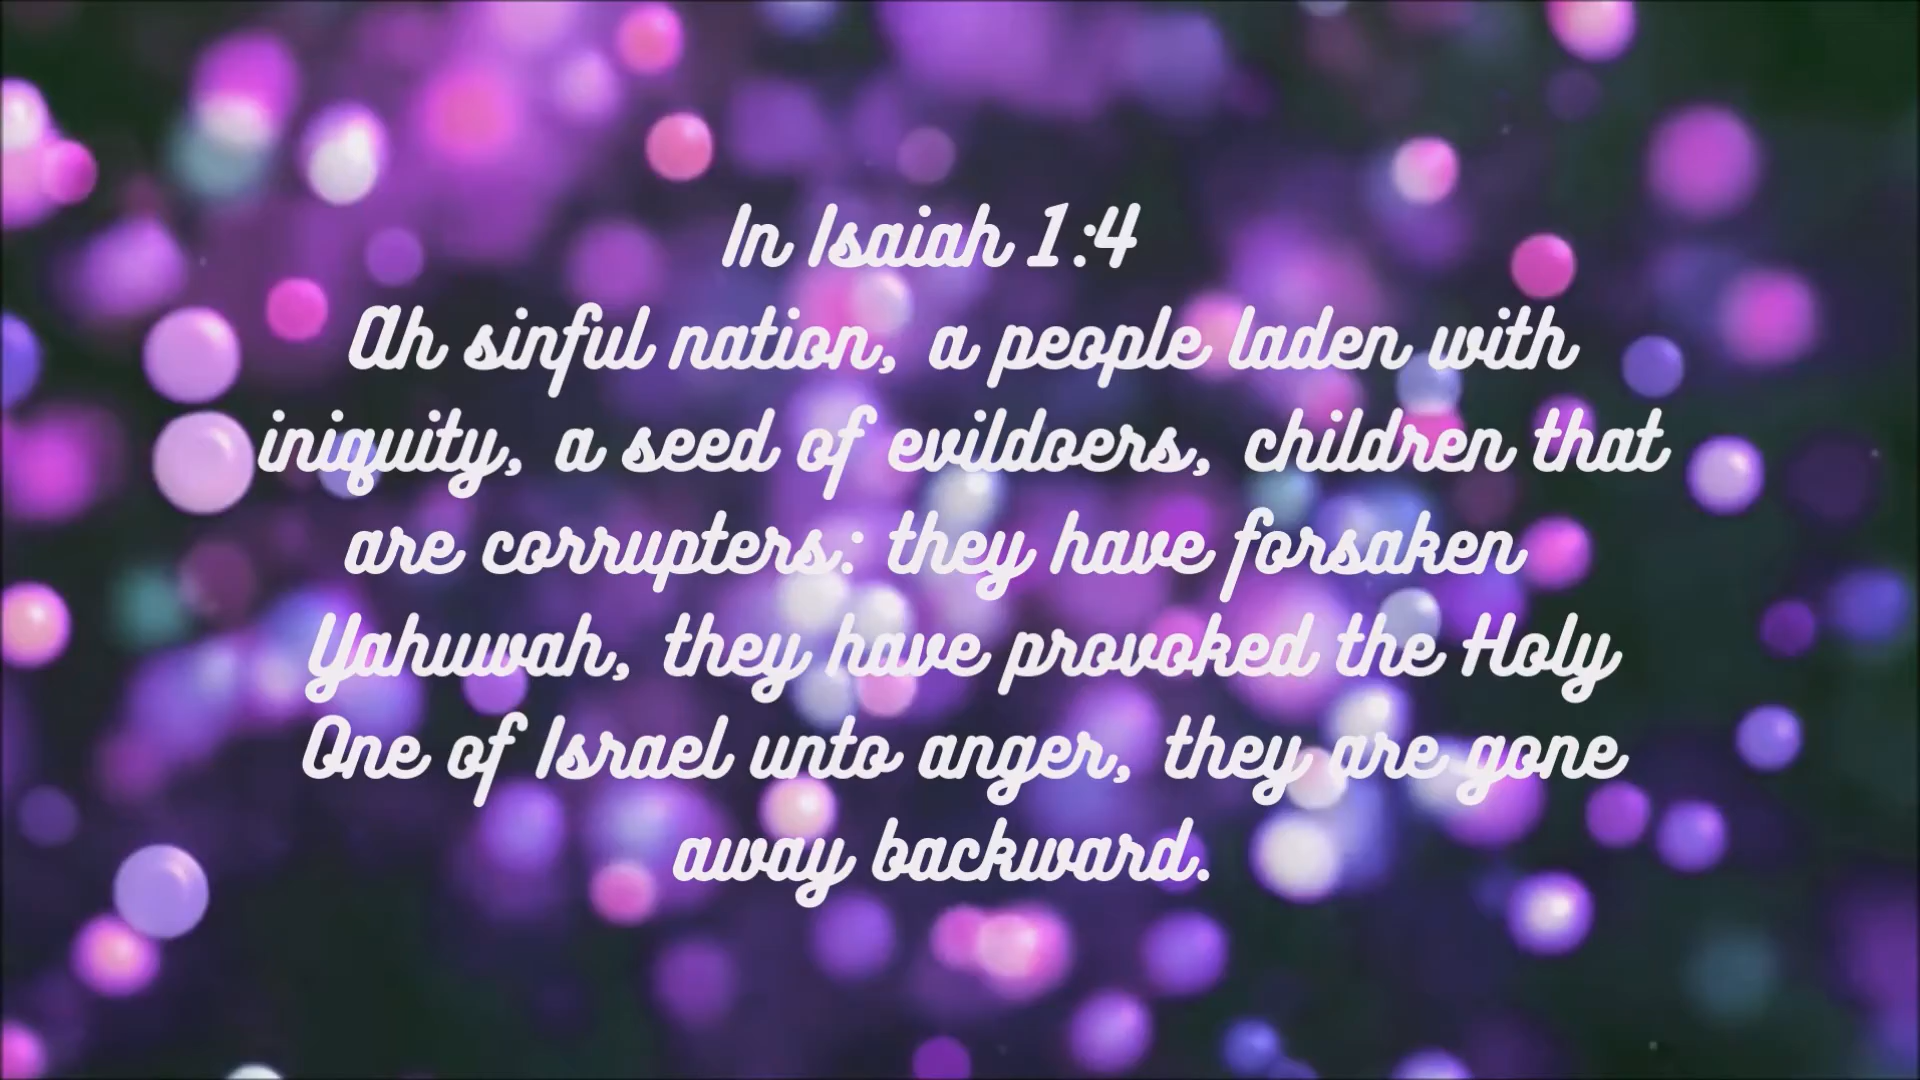 In Isaiah 1:4
Ah sinful nation, a people laden with
iniquity, a seed of evildoers, children that
are corrupters: they have forsaken
Yahuwah, they have provoked the Holy
One of Israel unto anger, they are gone
away backward.